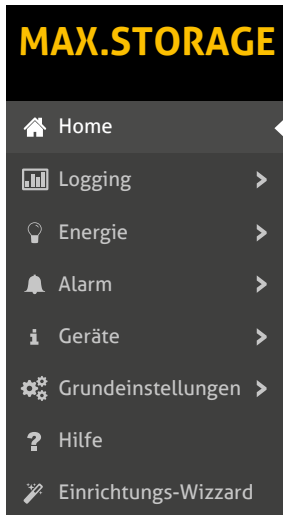 MAX.STORAGE
Home
Logging
Energie
Alarm
Geräte
Grundeinstellungen
Hilfe
Einrichtungs-Wizzard